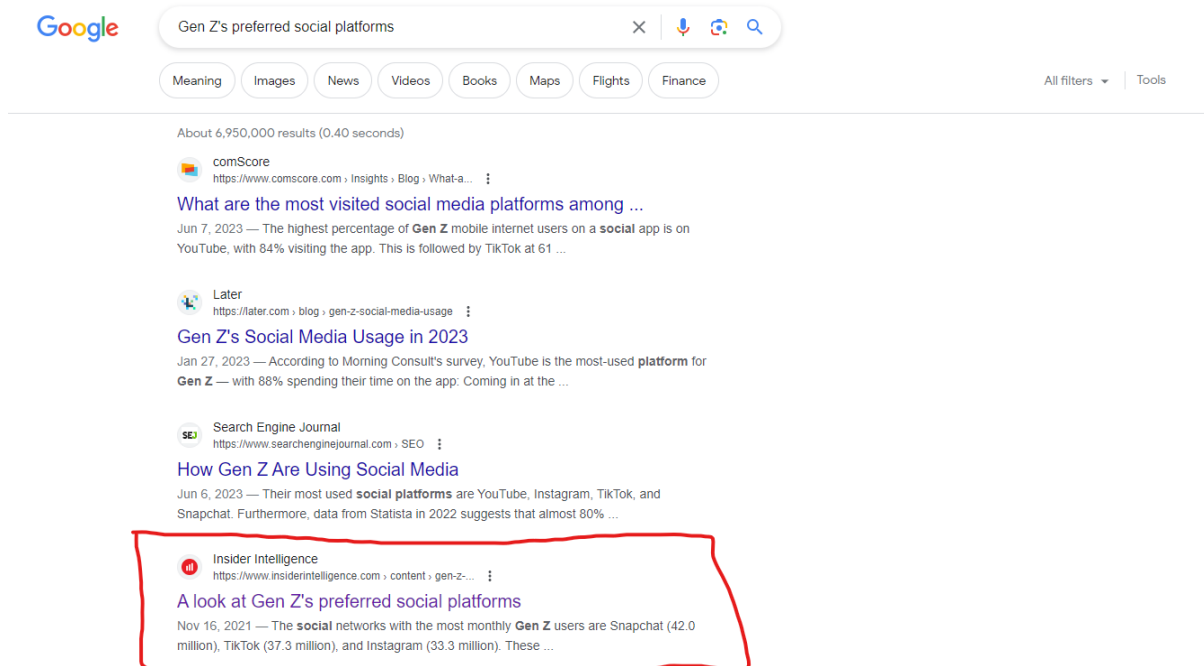 Google
Gen Z's preferred social platforms
Meaning
Images
News
Videos
Books
Maps
Flights
Finance
All filters
Tools
About 6,950,000 results (0.40 seconds)
comScore
https://www.comscore.com › Insights › Blog › What-a...
What are the most visited social media platforms among ...
Jun 7, 2023 — The highest percentage of Gen Z mobile internet users on a social app is on
YouTube, with 84% visiting the app. This is followed by TikTok at 61 ...
Later
https://later.com › blog › gen-z-social-media-usage
Gen Z's Social Media Usage in 2023
Jan 27, 2023 — According to Morning Consult's survey, YouTube is the most-used platform for
Gen Z — with 88% spending their time on the app: Coming in at the ...
SEJ
Search Engine Journal
https://www.searchenginejournal.com › SEO
How Gen Z Are Using Social Media
Jun 6, 2023 — Their most used social platforms are YouTube, Instagram, TikTok, and
Snapchat. Furthermore, data from Statista in 2022 suggests that almost 80% ...
Insider Intelligence
https://www.insiderintelligence.com › content › gen-z-...
A look at Gen Z's preferred social platforms
Nov 16, 2021 — The social networks with the most monthly Gen Z users are Snapchat (42.0
million), TikTok (37.3 million), and Instagram (33.3 million). These ...